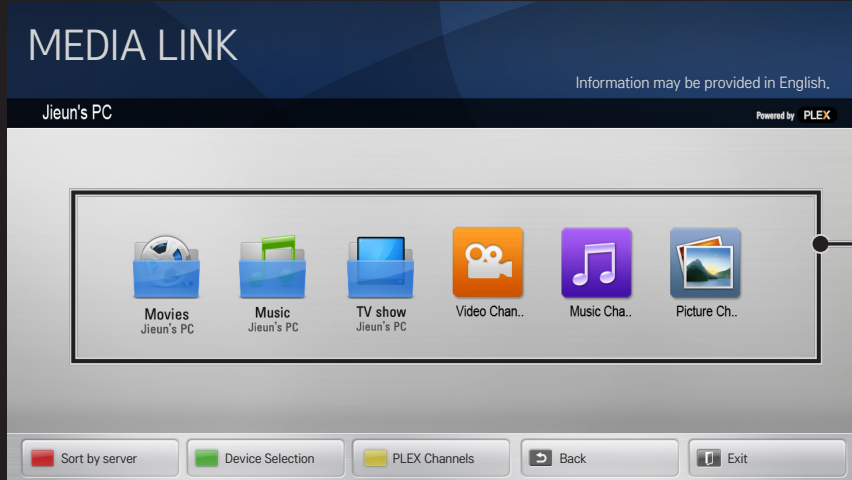 MEDIA LINK
Information may be provided in English.
Jieun's PC
Powered by PLEX
Movies
Jieun's PC
Music
Jieun's PC
TV show
Jieun's PC
Video Chan..
Music Cha..
Picture Ch..
Sort by server
Device Selection
PLEX Channels
Back
Exit